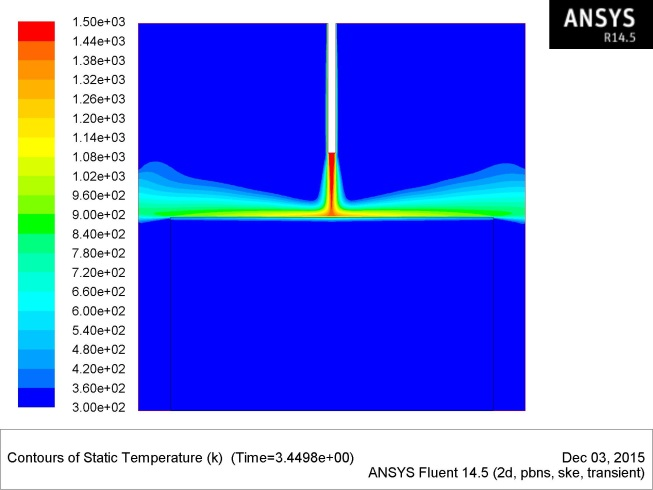 ANSYS
R14.5
1.50e+03
1.44e+03
1.38e+03
1.32e+03
1.26e+03
1.20e+03
1.14e+03
1.08e+03
1.02e+03
9.60e+02
9.00e+02
8.40e+02
7.80e+02
7.20e+02
6.60e+02
6.00e+02
5.40e+02
4.80e+02
4.20e+02
3.60e+02
3.00e+02
Contours of Static Temperature (k)  (Time=3.4498e+00)
Dec 03, 2015
ANSYS Fluent 14.5 (2d, pbns, ske, transient)